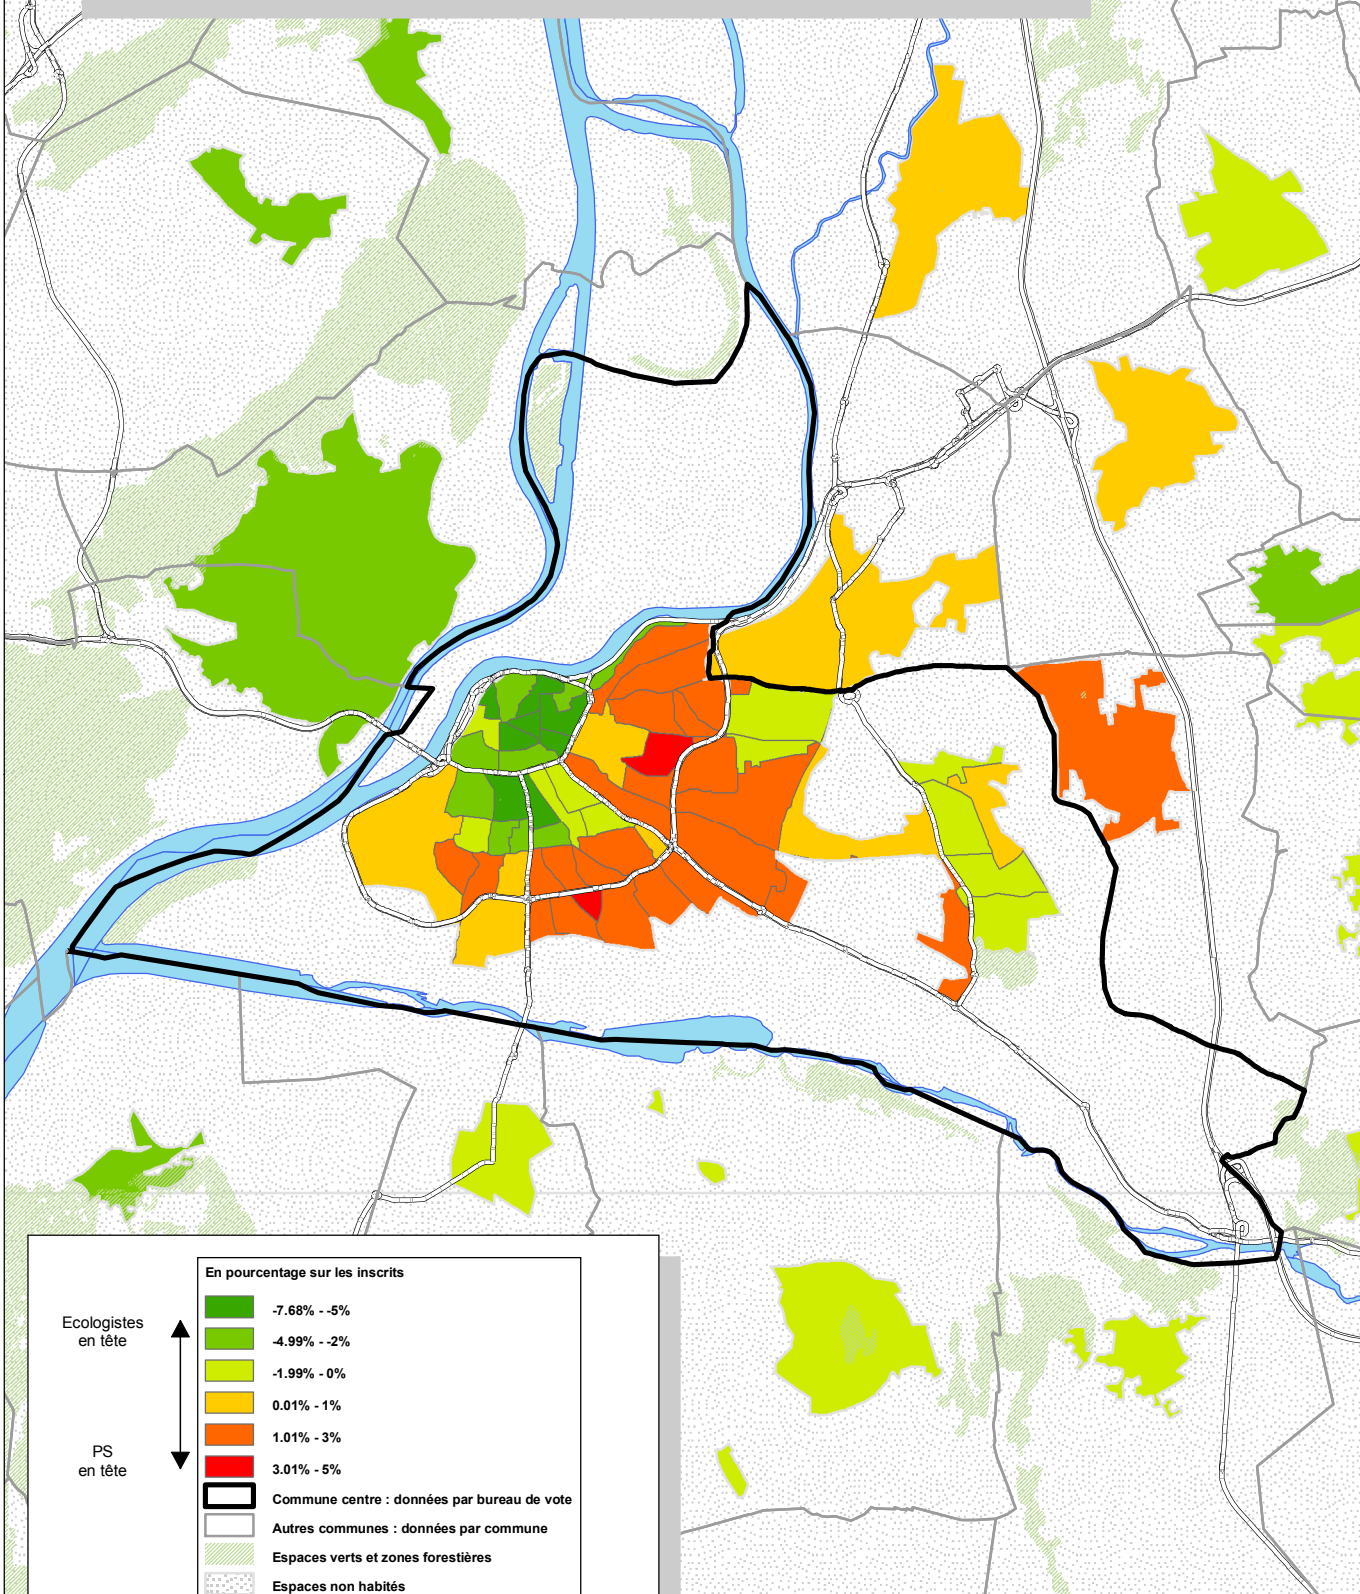 En pourcentage sur les inscrits
Ecologistes
en tête
PS
en tête
-7.68% - -5%
-4.99% - -2%
-1.99% - 0%
0.01% - 1%
1.01% - 3%
3.01% - 5%
Commune centre : données par bureau de vote
Autres communes : données par commune
Espaces verts et zones forestières
Espaces non habités